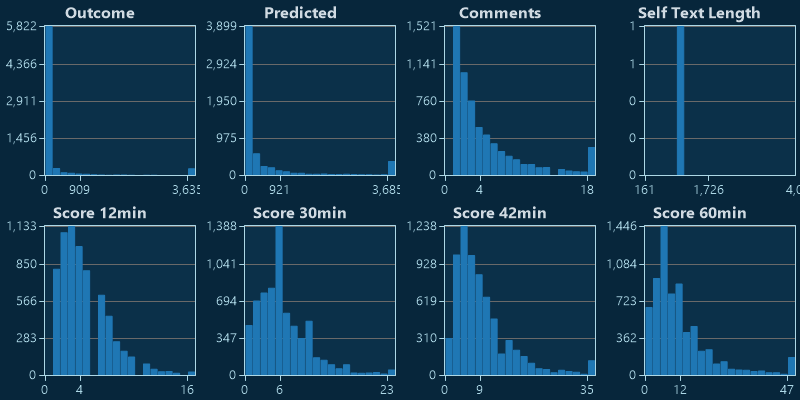 Outcome
5,822
4,366
2,911
1,456
0
0 909 3,635
Predicted
3,899
2,924
1,950
975
0
0 921 3,685
Comments
1,521
1,141
760
380
0
0 4 18
Self Text Length
1
1
0
0
0
161 1,726 4,0
Score 12min
1,133
850
566
283
0
0 4 16
Score 30min
1,388
1,041
694
347
0
0 6 23
Score 42min
1,238
928
619
310
0
0 9 35
Score 60min
1,446
1,084
723
362
0
0 12 47